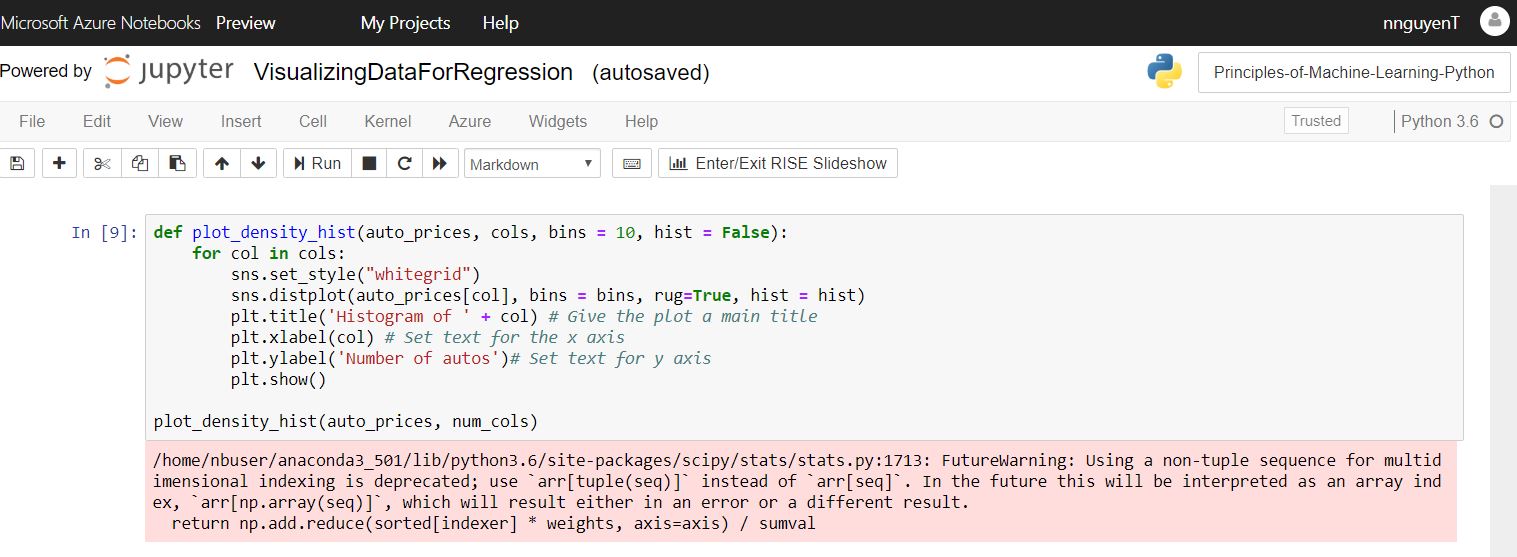 Microsoft Azure Notebooks Preview My Projects Help nnguyenT
Powered by jupyter VisualizingDataForRegression (autosaved) Principles-of-Machine-Learning-Python
File Edit View Insert Cell Kernel Azure Widgets Help Trusted Python 3.6
Run Markdown Enter/Exit RISE Slideshow
In [9]: def plot_density_hist(auto_prices, cols, bins = 10, hist = False):
for col in cols:
sns.set_style("whitegrid")
sns.distplot(auto_prices[col], bins = bins, rug=True, hist = hist)
plt.title('Histogram of ' + col) # Give the plot a main title
plt.xlabel(col) # Set text for the x axis
plt.ylabel('Number of autos')# Set text for y axis
plt.show()
plot_density_hist(auto_prices, num_cols)
/home/nbuser/anaconda3_501/lib/python3.6/site-packages/scipy/stats/stats.py:1713: FutureWarning: Using a non-tuple sequence for multid
imensional indexing is deprecated; use `arr[tuple(seq)]` instead of `arr[seq]`. In the future this will be interpreted as an array ind
ex, `arr[np.array(seq)]`, which will result either in an error or a different result.
return np.add.reduce(sorted[indexer] * weights, axis=axis) / sumval